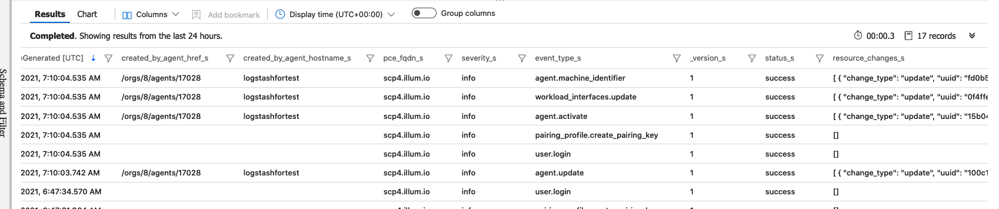 Results Chart Columns Add bookmark Display time (UTC+00:00) Group columns
Completed. Showing results from the last 24 hours. 00:00.3 17 records
Schema and Filter
eGenerated [UTC] created_by_agent_href_s created_by_agent_hostname_s pce_fqdn_s severity_s event_type_s _version_s status_s resource_changes_s
2021, 7:10:04.535 AM /orgs/8/agents/17028 logstashfortest scp4.illum.io info agent.machine_identifier 1 success [ { "change_type": "update", "uuid": "fd0b5
2021, 7:10:04.535 AM /orgs/8/agents/17028 logstashfortest scp4.illum.io info workload_interfaces.update 1 success [ { "change_type": "update", "uuid": "0f4ffe
2021, 7:10:04.535 AM /orgs/8/agents/17028 logstashfortest scp4.illum.io info agent.activate 1 success [ { "change_type": "update", "uuid": "15b04
2021, 7:10:04.535 AM scp4.illum.io info pairing_profile.create_pairing_key 1 success []
2021, 7:10:04.535 AM scp4.illum.io info user.login 1 success []
2021, 7:10:03.742 AM /orgs/8/agents/17028 logstashfortest scp4.illum.io info agent.update 1 success [ { "change_type": "update", "uuid": "100c1
2021, 6:47:34.570 AM scp4.illum.io info user.login 1 success []